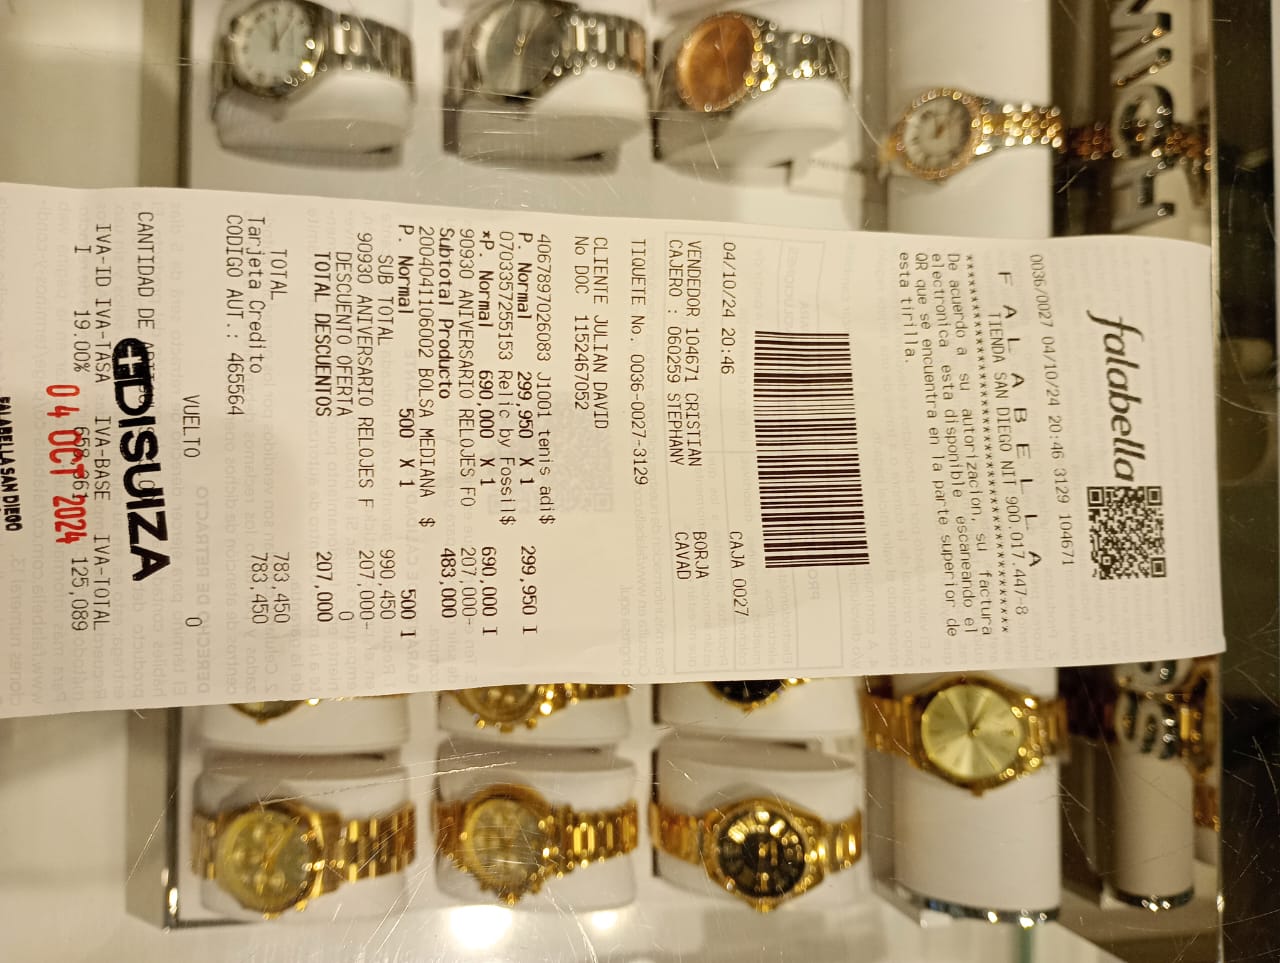 falabella
0036/0027 04/10/24 20:46 3129 104671
F A L A B E L L A
TIENDA SAN DIEGO NIT 900.017.447-8
****************************************
De acuerdo a su autorización, su factura
electronica esta disponible escaneando el
QR que se encuentra en la parte superior de
esta tirilla.
04/10/24 20:46 CAJA 0027
VENDEDOR 104671 CRISTIAN BORJA
CAJERO : 060259 STEPHANY CAVAD
TIQUETE No. 0036-0027-3129
CLIENTE JULIAN DAVID
No DOC 1152467052
4067897026083 J1001 tenis adi$
P. Normal 299,950 X 1 299,950 I
0703357255153 Relic by Fossil$
*P. Normal 690,000 X 1 690,000 I
90930 ANIVERSARIO RELOJES FO 207,000-
Subtotal Producto 483,000
2004041106002 BOLSA MEDIANA $
P. Normal 500 X 1 500 I
SUB TOTAL 990,450
90930 ANIVERSARIO RELOJES F 207,000-
DESCUENTO OFERTA 0
TOTAL DESCUENTOS 207,000
TOTAL 783,450
Tarjeta Credito 783,450
CODIGO AUT.: 465564
VUELTO 0
CANTIDAD DE
DISUIZA
IVA-ID IVA-TASA IVA-BASE IVA-TOTAL
I 19.00% 125,089
04 OCT 2024
FALABELLA SAN DIEGO